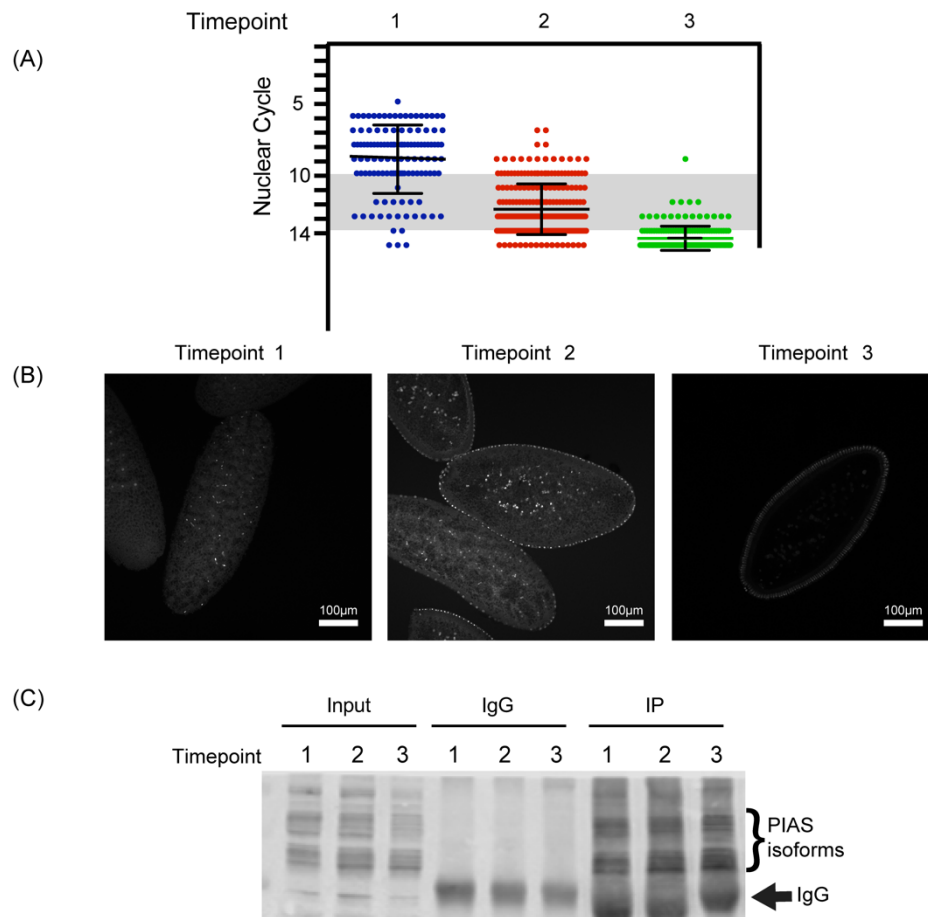 Timepoint 1 2 3
(A)
Nuclear Cycle
5
10
14
Timepoint 1 Timepoint 2 Timepoint 3
(B)
100µm 100µm 100µm
(C)
Input IgG IP
Timepoint 1 2 3 1 2 3 1 2 3
PIAS
isoforms
IgG